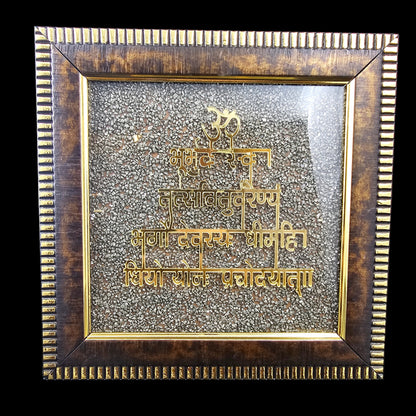 ॐ
भूर्भुवः स्वः।
तत्सवितुर्वरेण्यं
भर्गो देवस्यः धीमहि।
धियो योनः प्रचोदयात्॥